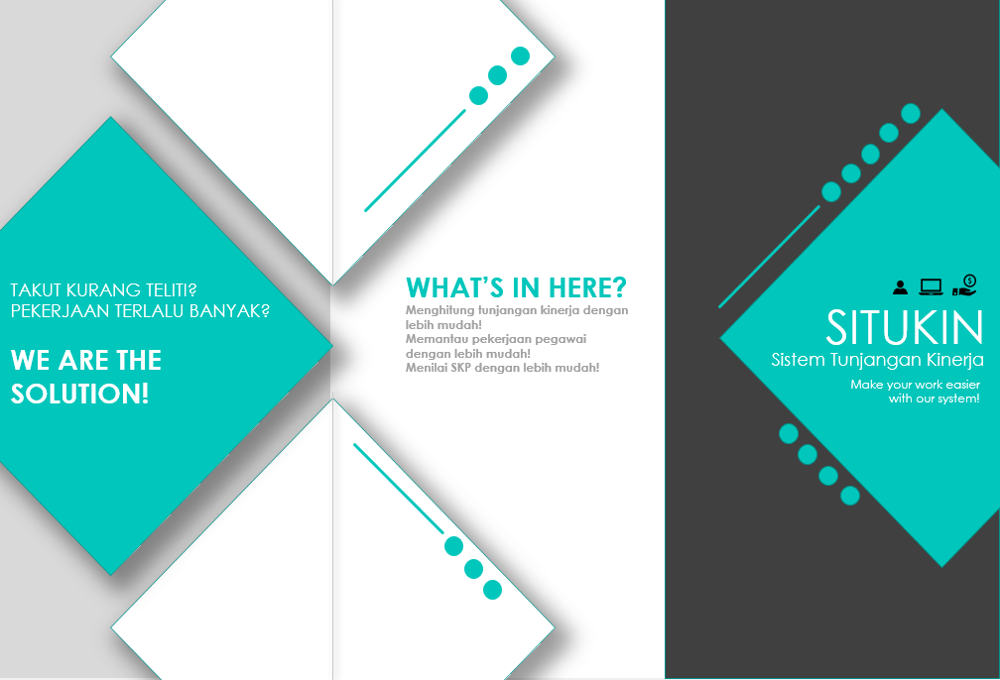 TAKUT KURANG TELITI?
PEKERJAAN TERLALU BANYAK?
WE ARE THE
SOLUTION!
WHAT'S IN HERE?
Menghitung tunjangan kinerja dengan
lebih mudah!
Memantau pekerjaan pegawai
dengan lebih mudah!
Menilai SKP dengan lebih mudah!
SITUKIN
Sistem Tunjangan Kinerja
Make your work easier
with our system!